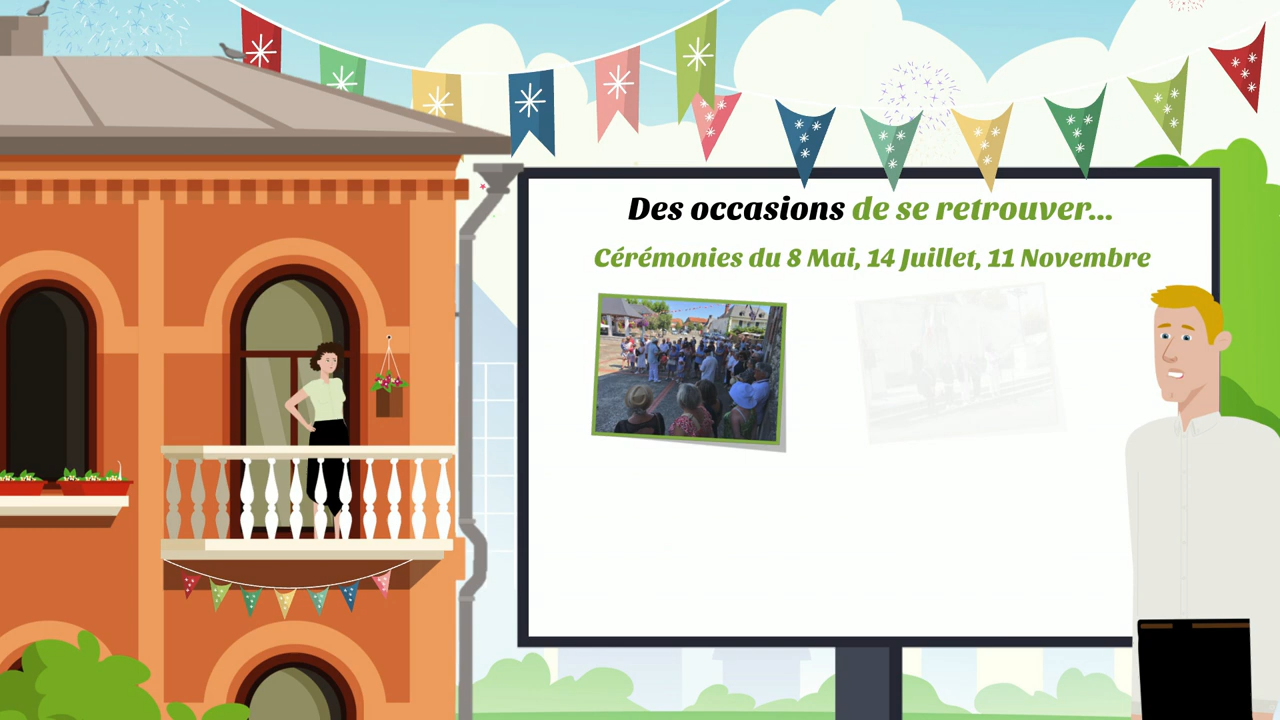 Des occasions de se retrouver...
Cérémonies du 8 Mai, 14 Juillet, 11 Novembre